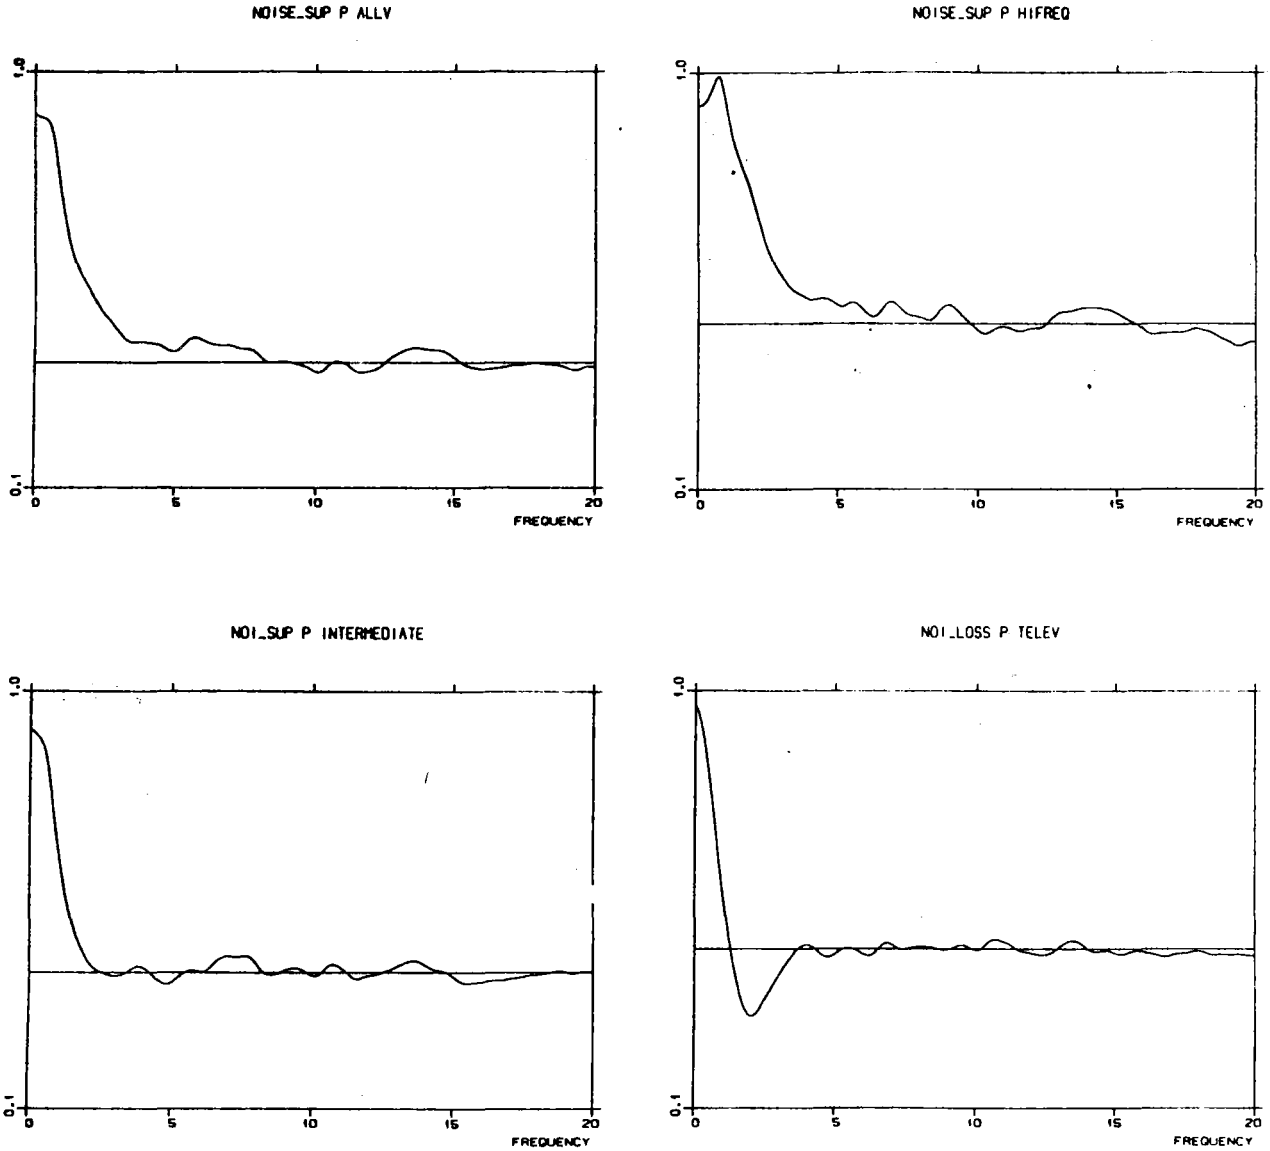 NOISE_SUP P ALLV
1.0
0.1
0 5 10 15 20
FREQUENCY
NOISE_SUP P HIFREQ
1.0
0.1
0 5 10 15 20
FREQUENCY
NOI_SUP P INTERMEDIATE
1.0
0.1
0 5 10 15 20
FREQUENCY
NOI_LOSS P TELEV
1.0
0.1
0 5 10 15 20
FREQUENCY